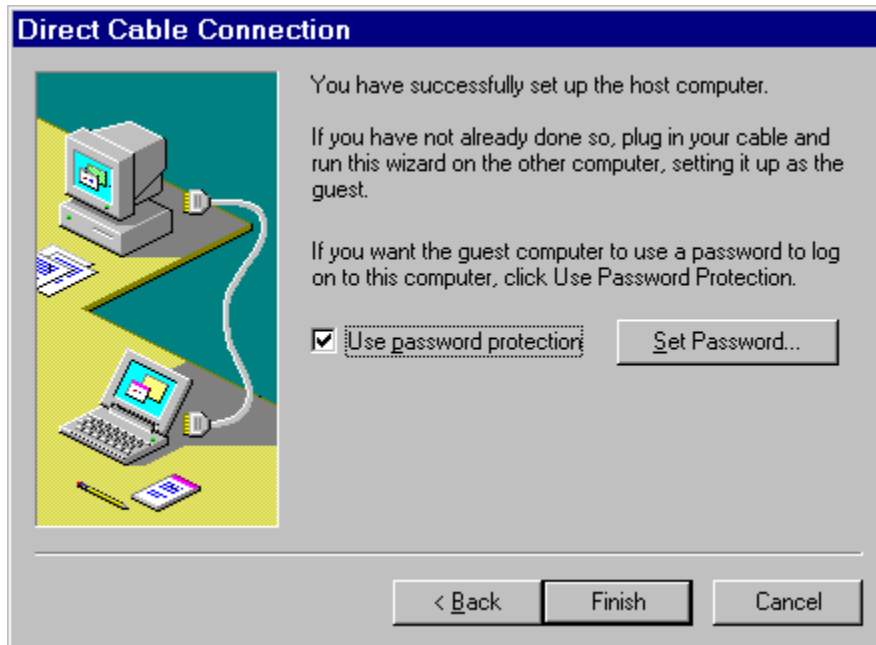 Direct Cable Connection
You have successfully set up the host computer.
If you have not already done so, plug in your cable and
run this wizard on the other computer, setting it up as the
guest.
If you want the guest computer to use a password to log
on to this computer, click Use Password Protection.
Use password protection
Set Password...
< Back
Finish
Cancel